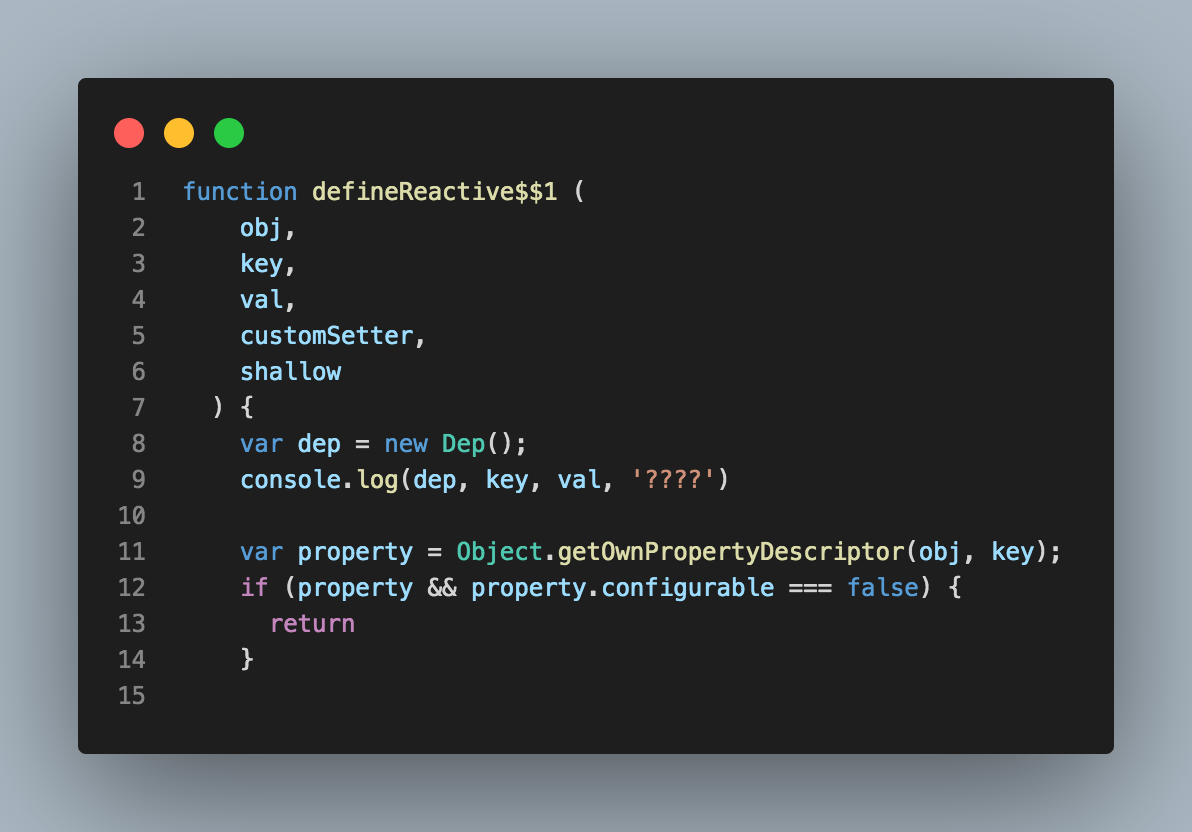 1 function defineReactive$$1 (
2     obj,
3     key,
4     val,
5     customSetter,
6     shallow
7   ) {
8     var dep = new Dep();
9     console.log(dep, key, val, '????')
10
11     var property = Object.getOwnPropertyDescriptor(obj, key);
12     if (property && property.configurable === false) {
13       return
14     }
15